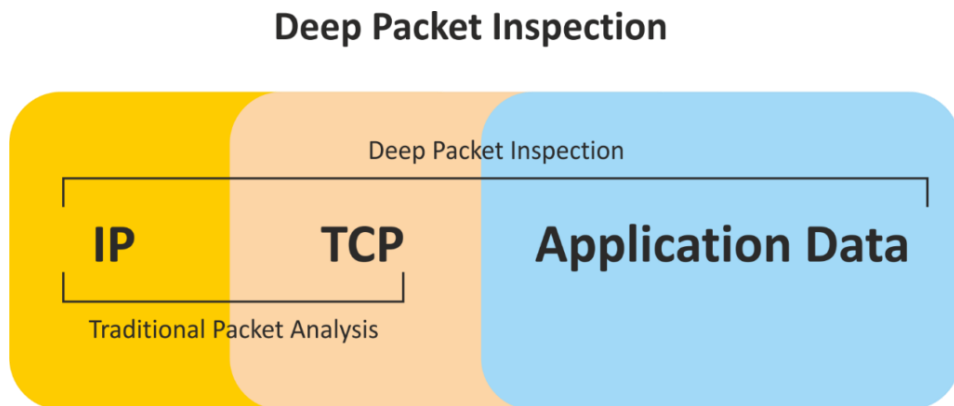 Deep Packet Inspection
Deep Packet Inspection
IP TCP Application Data
Traditional Packet Analysis